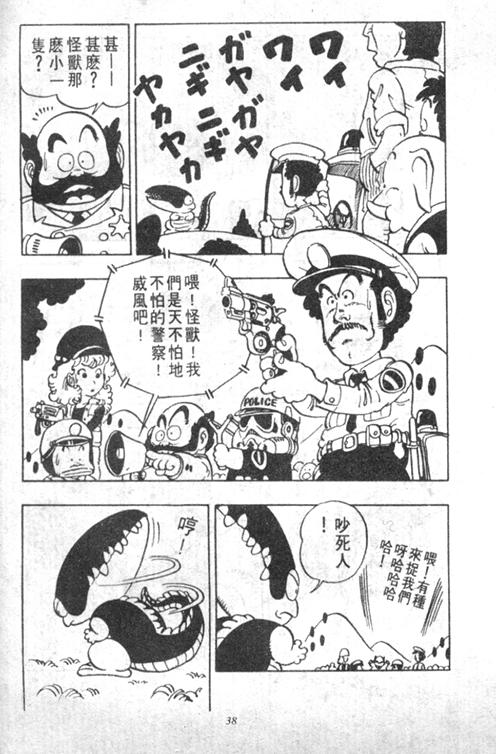 ワイ
ワイ
ガヤガヤ
ニギニギ
ヤカヤカ
甚——
甚麽?
怪獸那
麽小一
隻?
喂!怪獸!我
們是天不怕地
不怕的警察!
威風吧!
POLICE
喂!有種
來捉我們
呀哈哈哈
哈!
吵死人
!
哼!
38